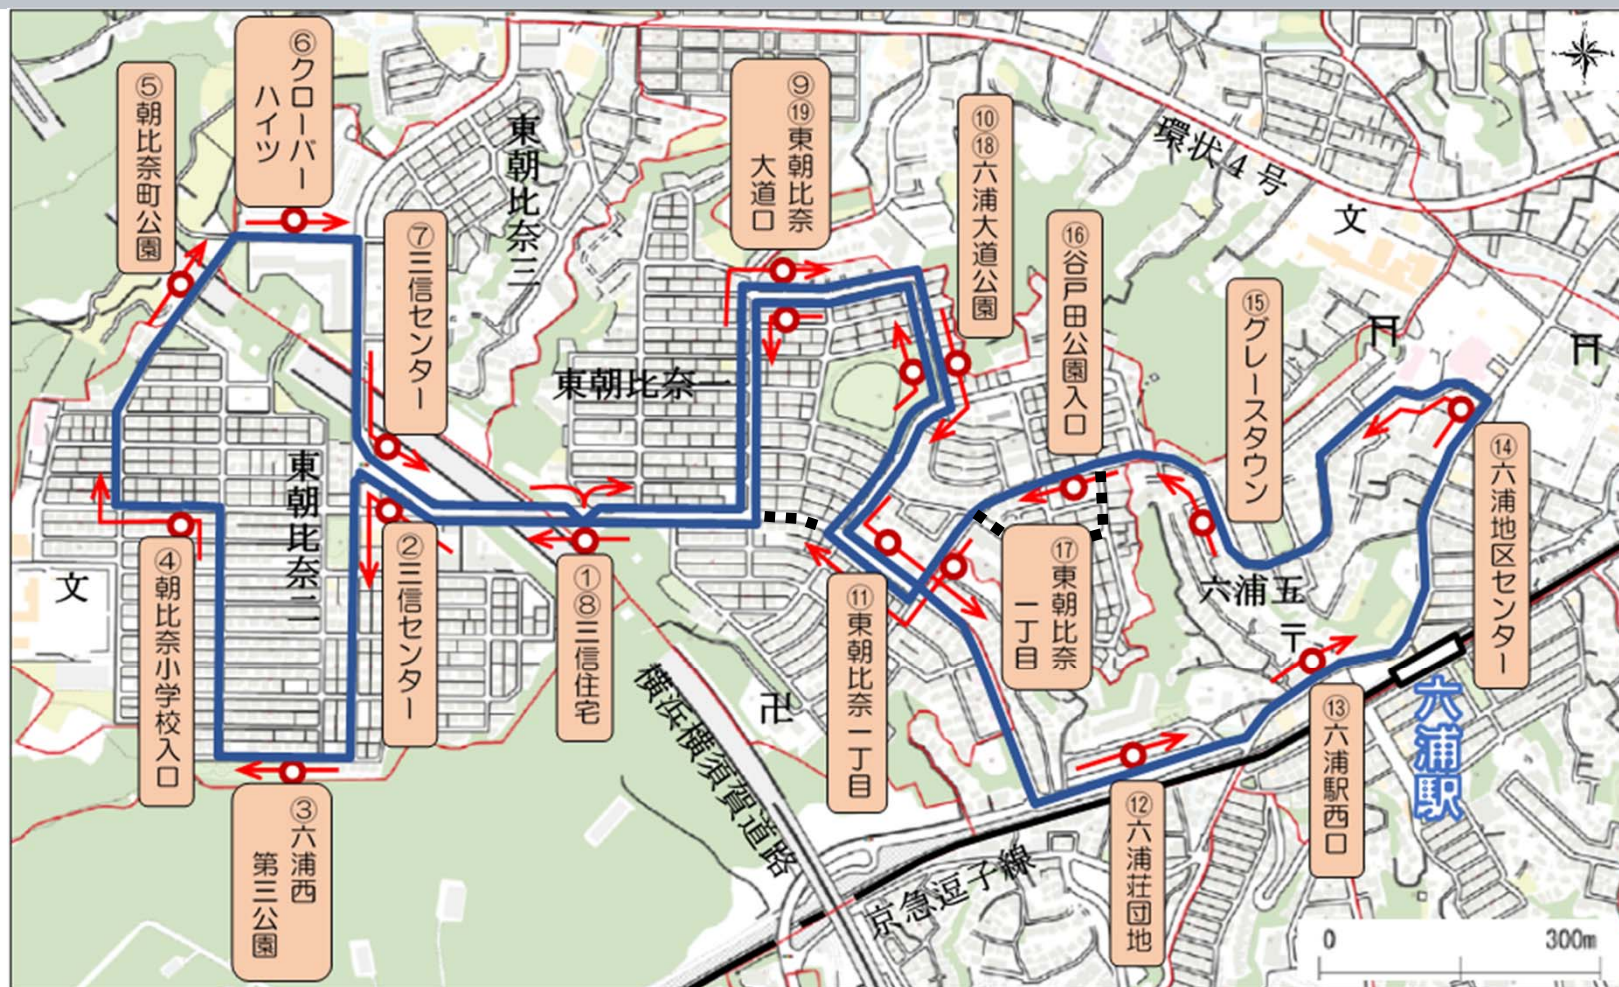 ⑤朝比奈町公園
⑥クローバー
ハイツ
⑦三信センター
東朝比奈三
⑨⑲東朝比奈
大道口
⑩⑱六浦大道公園
⑯谷戸田公園入口
環状4号
文
⑮グレースタウン
東朝比奈一
東朝比奈二
文
④朝比奈小学校入口
②三信センター
①⑧三信住宅
③六浦西
第三公園
⑪東朝比奈一丁目
⑰東朝比奈
一丁目
六浦五
⑭六浦地区センター
⑬六浦駅西口
六浦駅
⑫六浦荘団地
横浜横須賀道路
京急逗子線
0 300m